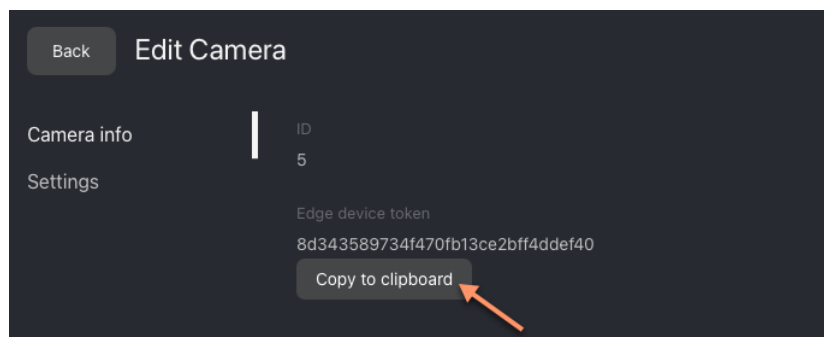 Back
Edit Camera
Camera info
Settings
ID
5
Edge device token
8d343589734f470fb13ce2bff4ddef40
Copy to clipboard